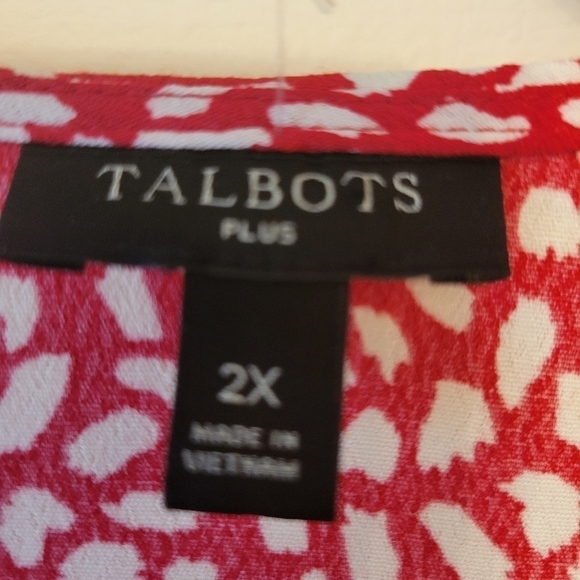 TALBOTS
PLUS
2X
MADE IN
VIETNAM